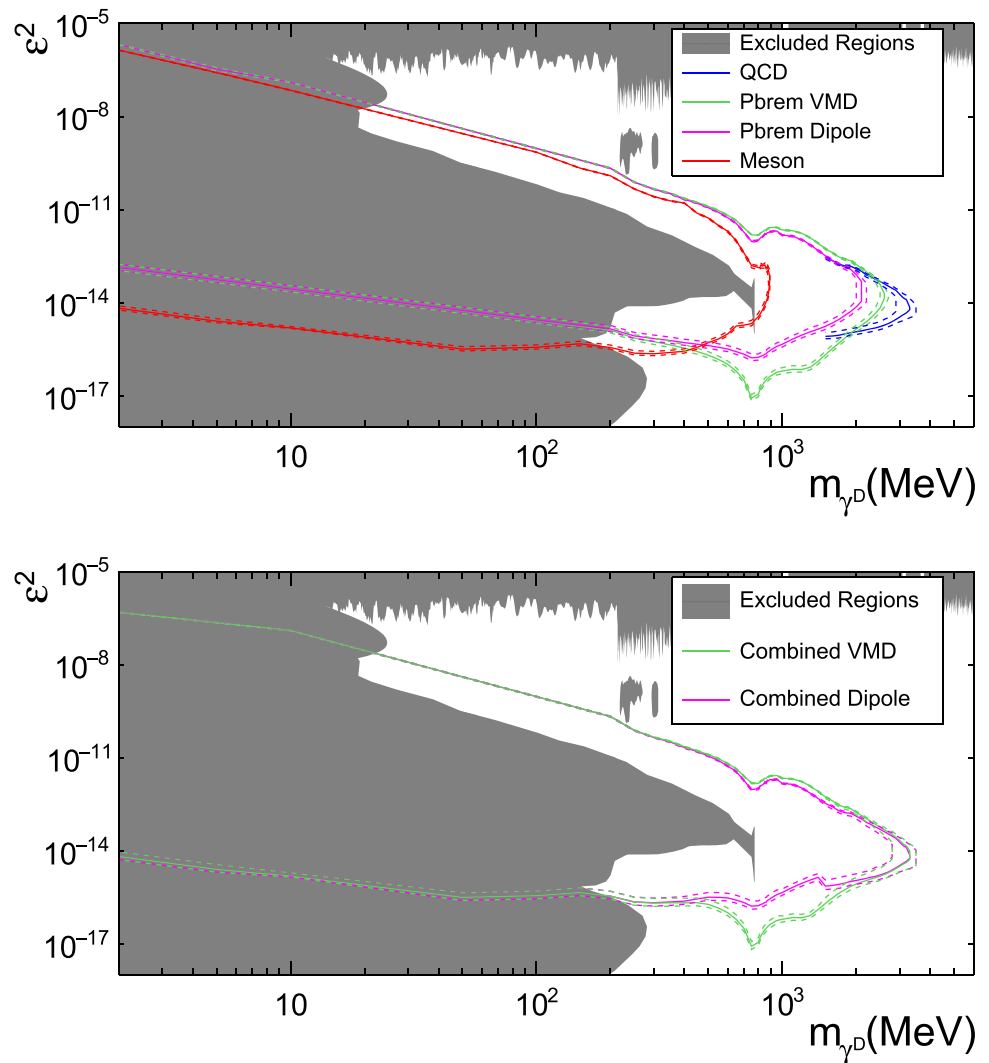 ε²
10⁻⁵
10⁻⁸
10⁻¹¹
10⁻¹⁴
10⁻¹⁷
Excluded Regions
QCD
Pbrem VMD
Pbrem Dipole
Meson
10
10²
10³
m_γᴰ(MeV)
ε²
10⁻⁵
10⁻⁸
10⁻¹¹
10⁻¹⁴
10⁻¹⁷
Excluded Regions
Combined VMD
Combined Dipole
10
10²
10³
m_γᴰ(MeV)